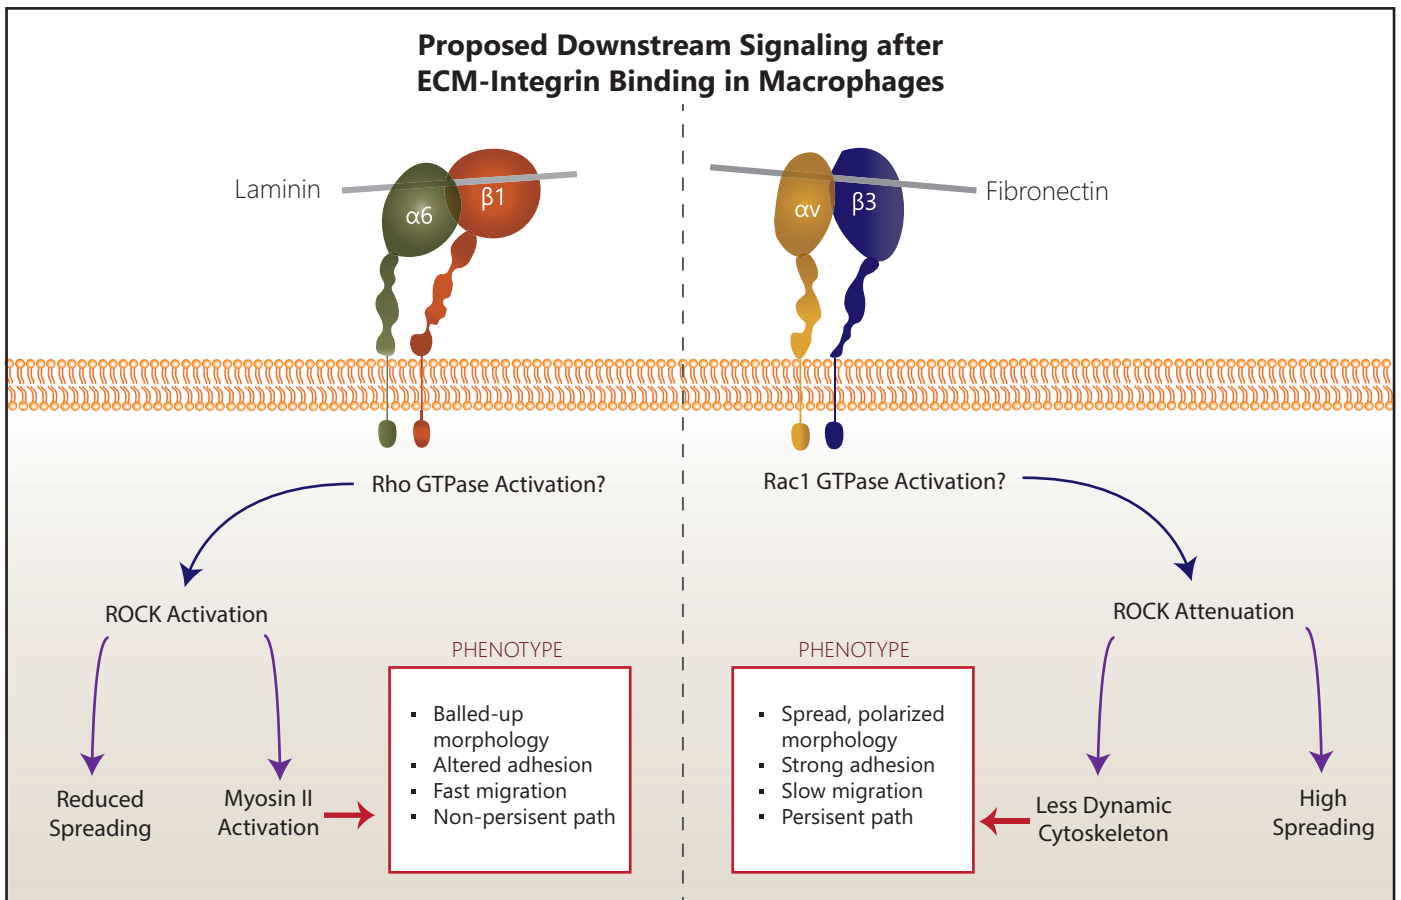 Proposed Downstream Signaling after
ECM-Integrin Binding in Macrophages
Laminin
α6
β1
αv
β3
Fibronectin
Rho GTPase Activation?
Rac1 GTPase Activation?
ROCK Activation
ROCK Attenuation
Reduced
Spreading
Myosin II
Activation
PHENOTYPE
▪ Balled-up
morphology
▪ Altered adhesion
▪ Fast migration
▪ Non-persisent path
PHENOTYPE
▪ Spread, polarized
morphology
▪ Strong adhesion
▪ Slow migration
▪ Persisent path
Less Dynamic
Cytoskeleton
High
Spreading